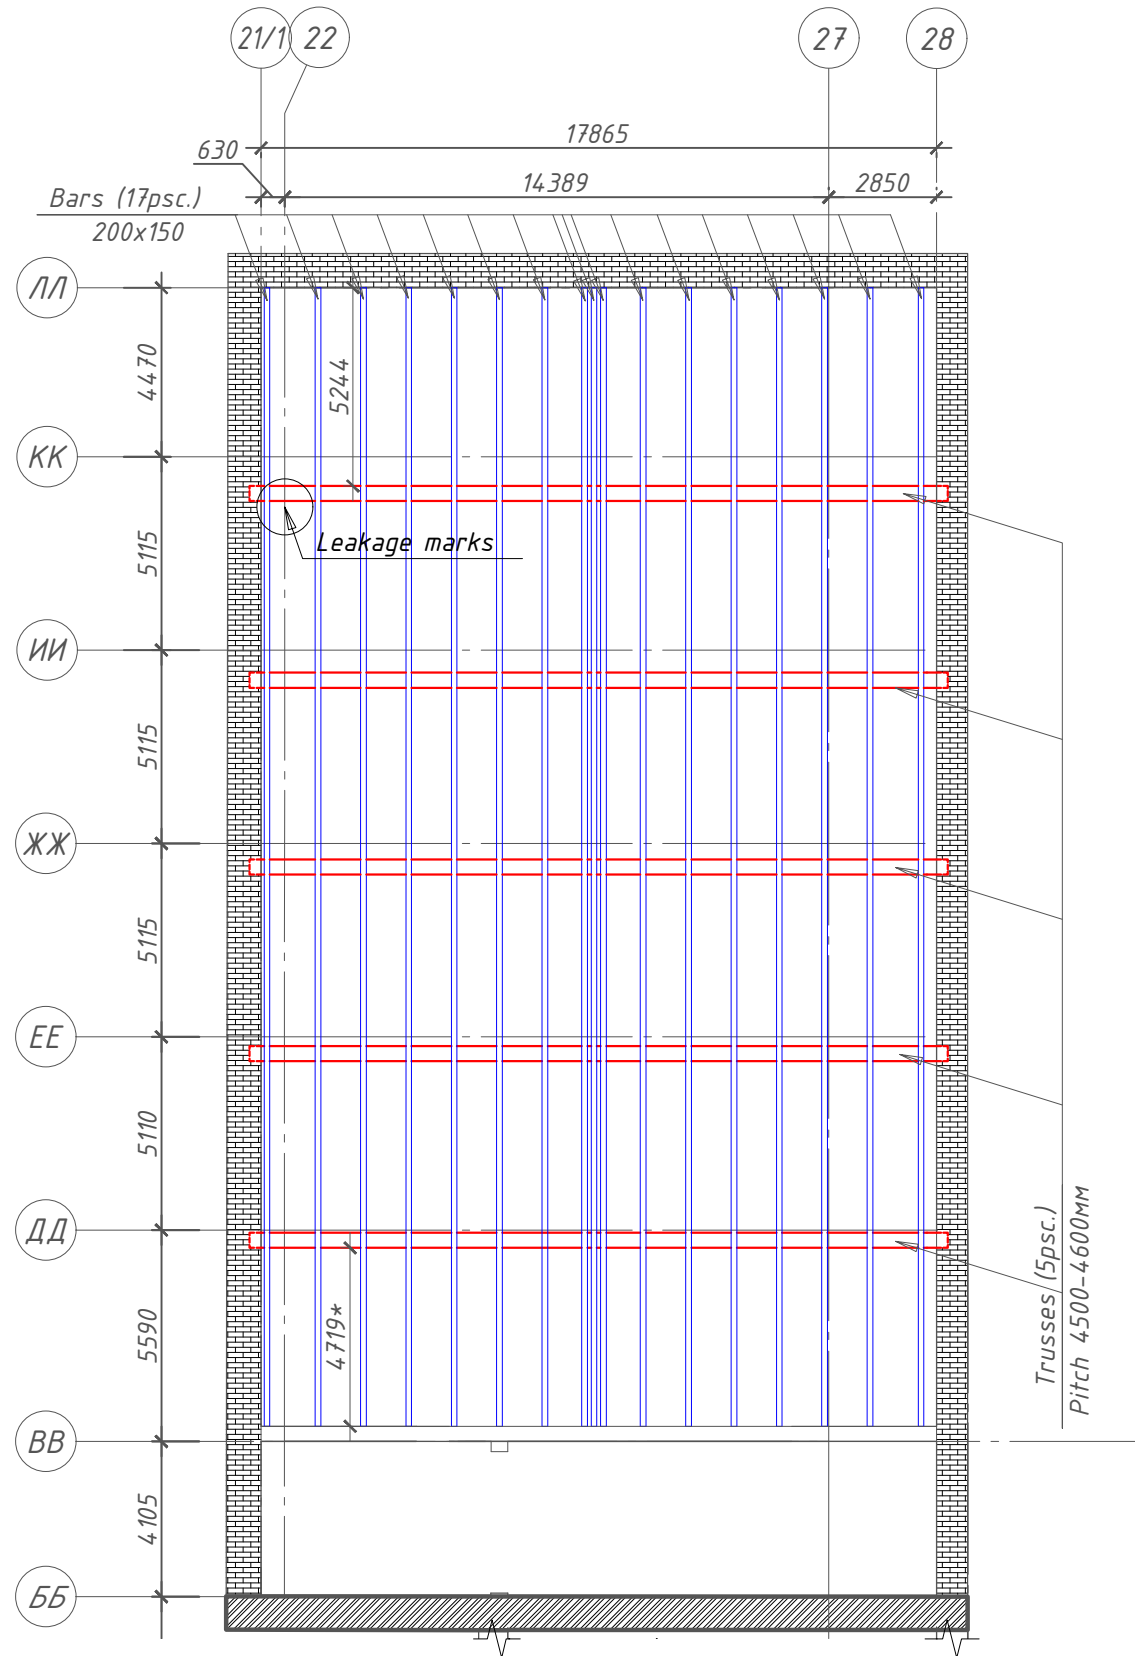 21/1 22 27 28
17865
630
14389 2850
Bars (17psc.)
200x150
ЛЛ
4470
5244
КК
Leakage marks
5115
ИИ
5115
ЖЖ
5115
ЕЕ
5110
ДД
Trusses (5psc.)
Pitch 4500-4600мм
4719*
5590
ВВ
4105
ББ